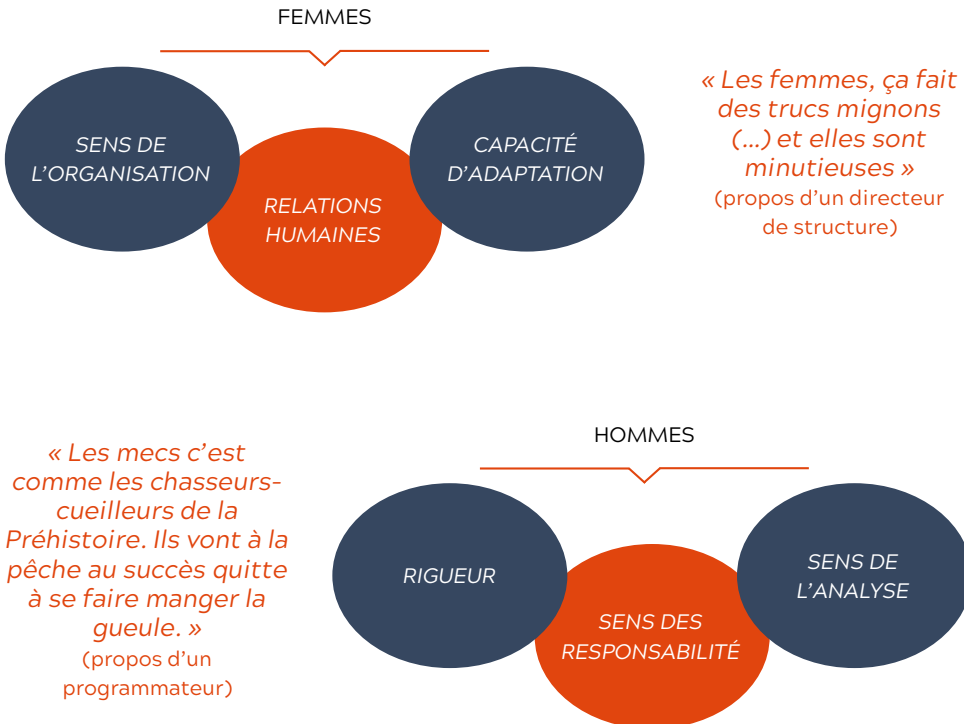 FEMMES
SENS DE
L’ORGANISATION
RELATIONS
HUMAINES
CAPACITÉ
D’ADAPTATION
« Les femmes, ça fait
des trucs mignons
(...) et elles sont
minutieuses »
(propos d’un directeur
de structure)
« Les mecs c’est
comme les chasseurs-
cueilleurs de la
Préhistoire. Ils vont à la
pêche au succès quitte
à se faire manger la
gueule. »
(propos d’un
programmateur)
HOMMES
RIGUEUR
SENS DES
RESPONSABILITÉ
SENS DE
L’ANALYSE